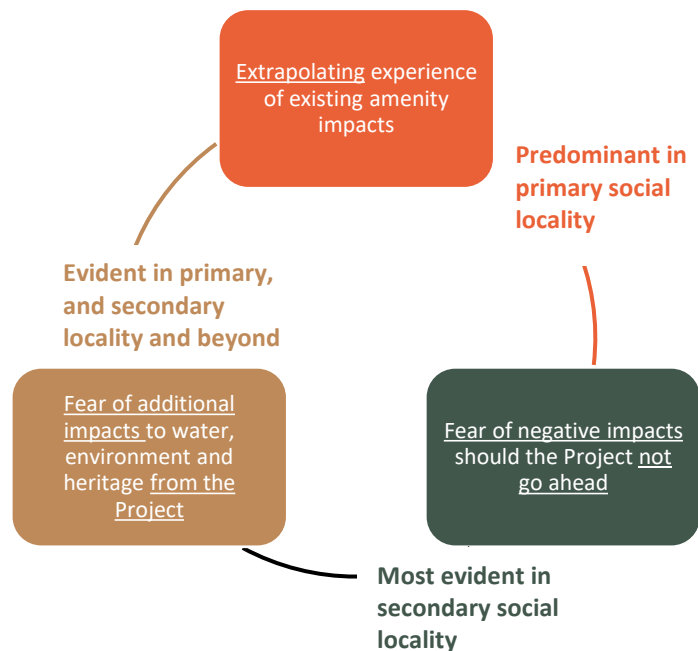 Extrapolating experience
of existing amenity
impacts
Predominant in
primary social
locality
Evident in primary,
and secondary
locality and beyond
Fear of additional
impacts to water,
environment and
heritage from the
Project
Fear of negative impacts
should the Project not
go ahead
Most evident in
secondary social
locality